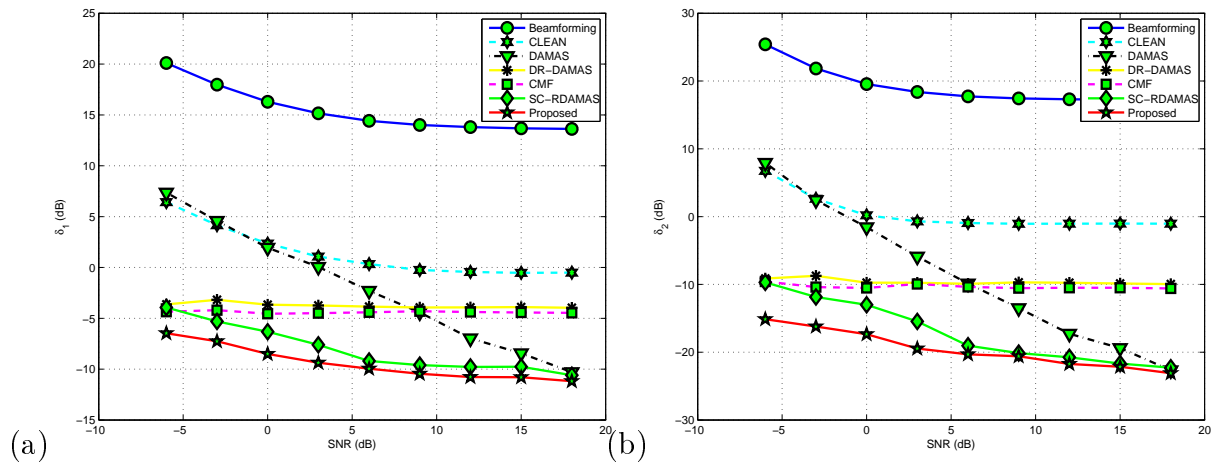 25
20
15
10
5
0
−5
−10
−15
−10
−5
0
5
10
15
20
SNR (dB)
δ1 (dB)
Beamforming
CLEAN
DAMAS
DR−DAMAS
CMF
SC−RDAMAS
Proposed
(a)
30
20
10
0
−10
−20
−30
−10
−5
0
5
10
15
20
SNR (dB)
δ2 (dB)
Beamforming
CLEAN
DAMAS
DR−DAMAS
CMF
SC−RDAMAS
Proposed
(b)